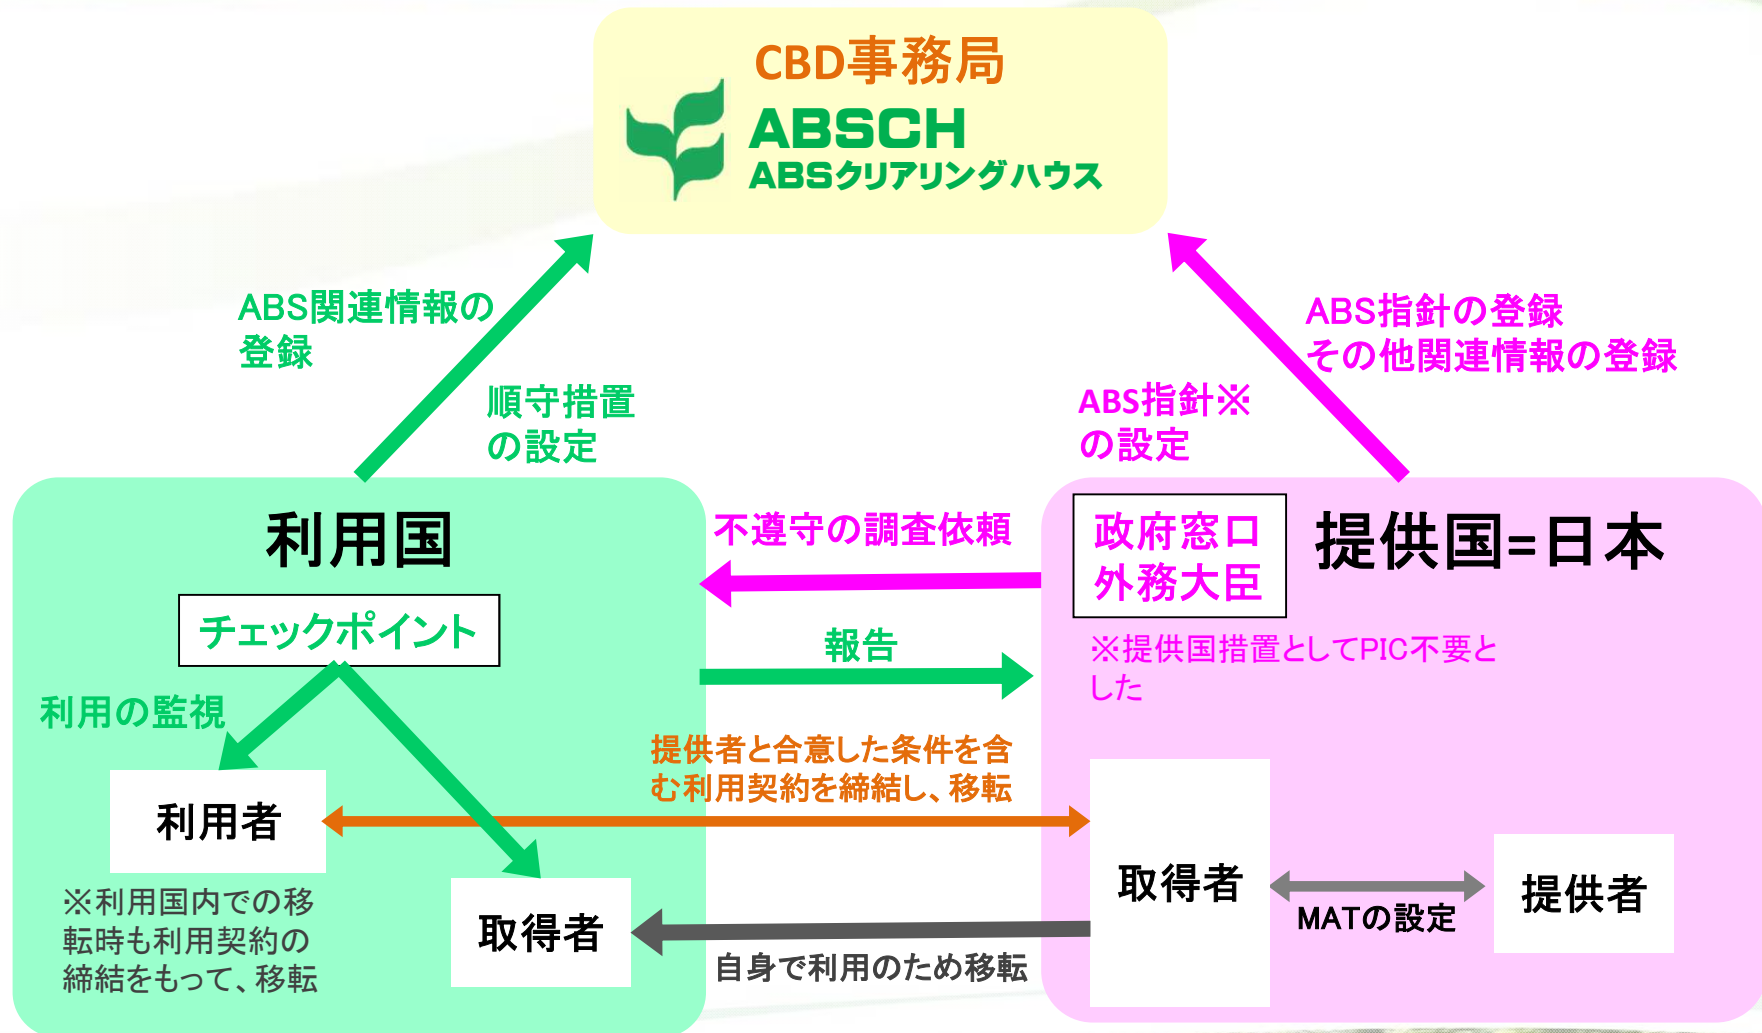 CBD事務局
ABSCH
ABSクリアリングハウス
ABS関連情報の
登録
順守措置
の設定
ABS指針の登録
その他関連情報の登録
ABS指針※
の設定
利用国
チェックポイント
利用の監視
利用者
※利用国内での移
転時も利用契約の
締結をもって、移転
取得者
不遵守の調査依頼
報告
提供者と合意した条件を含
む利用契約を締結し、移転
自身で利用のため移転
政府窓口
外務大臣
提供国=日本
※提供国措置としてPIC不要と
した
取得者
MATの設定
提供者